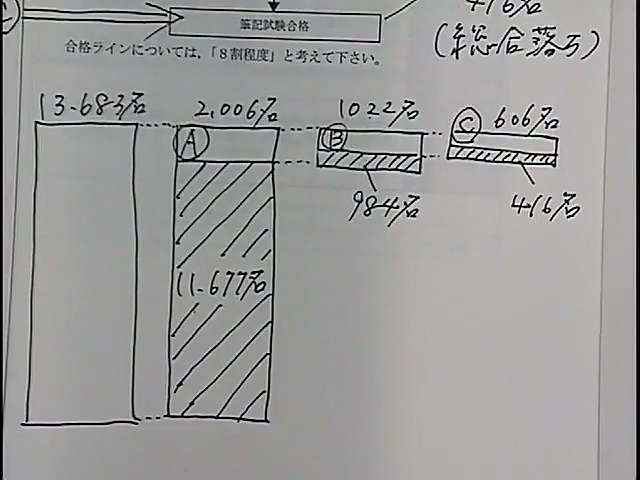 416名
筆記試験合格
合格ラインについては,「8割程度」と考えて下さい。
(総合落ち)
13.683名
2,006名
1022名
606名
A
B
C
984名
416名
11.677名